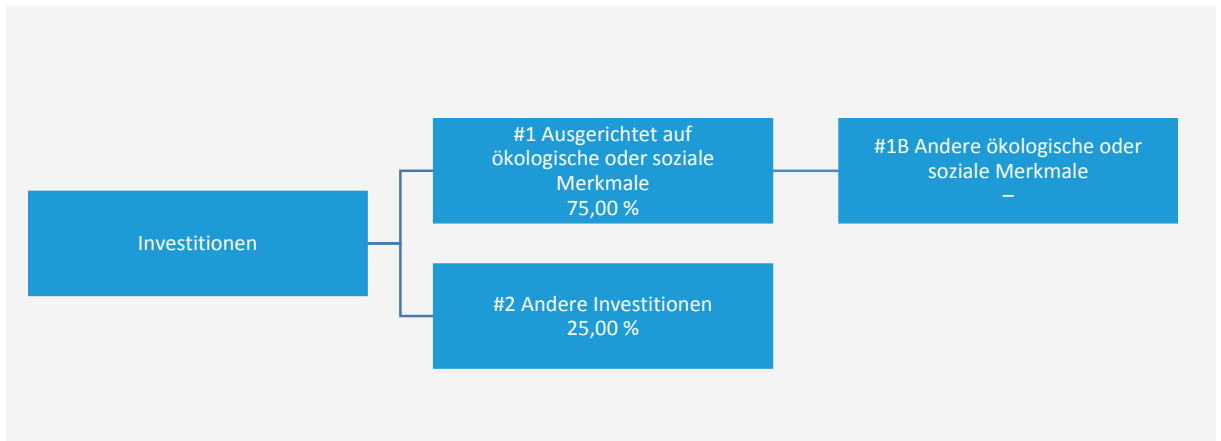 Investitionen
#1 Ausgerichtet auf
ökologische oder soziale
Merkmale
75,00 %
#1B Andere ökologische oder
soziale Merkmale
–
#2 Andere Investitionen
25,00 %